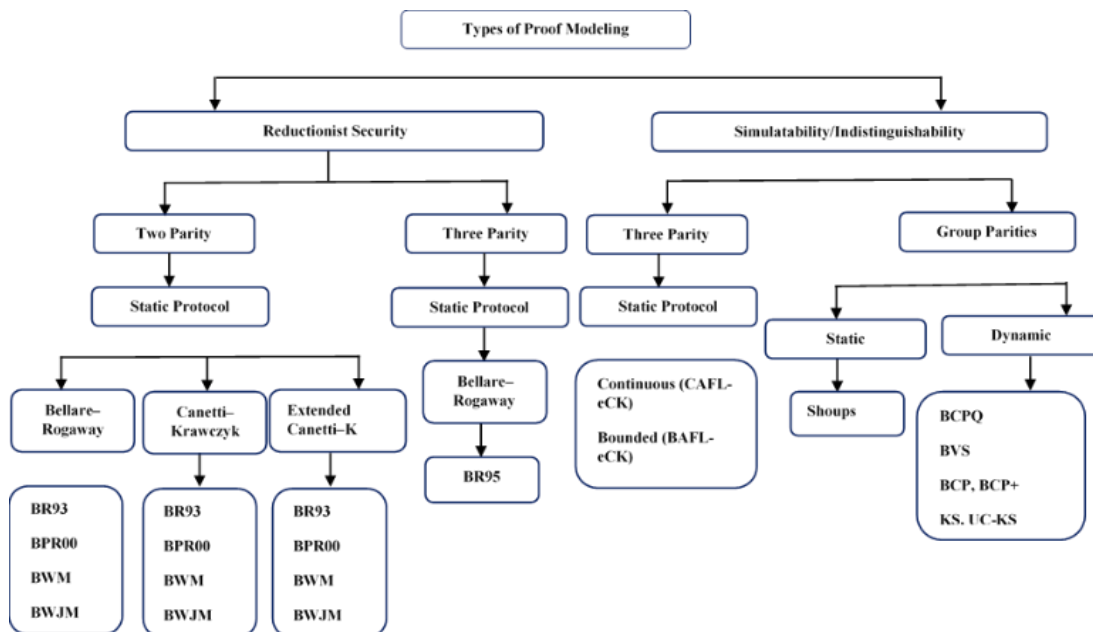 Types of Proof Modeling
Reductionist Security
Simulatability/Indistinguishability
Two Parity
Three Parity
Three Parity
Group Parities
Static Protocol
Static Protocol
Static Protocol
Static
Dynamic
Bellare–
Rogaway
Canetti–
Krawczyk
Extended
Canetti–K
Bellare–
Rogaway
Continuous (CAFL-
eCK)
Bounded (BAFL-
eCK)
Shoups
BCPQ
BVS
BCP, BCP+
KS. UC-KS
BR95
BR93
BPR00
BWM
BWJM
BR93
BPR00
BWM
BWJM
BR93
BPR00
BWM
BWJM